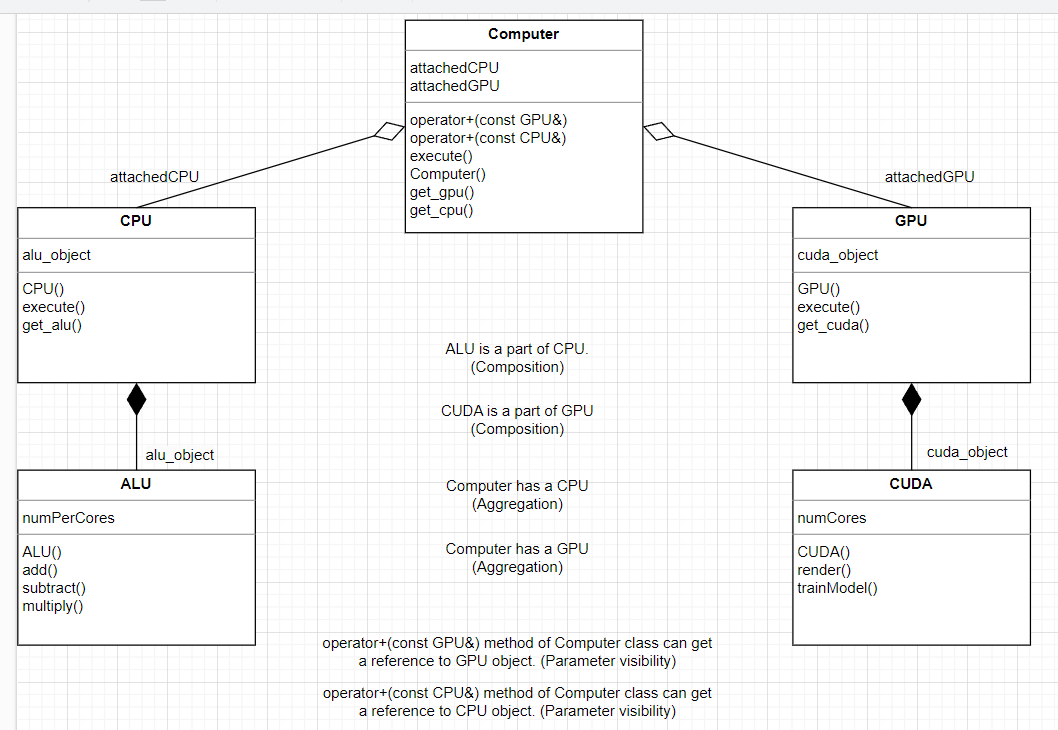 Computer
attachedCPU
attachedGPU
operator+(const GPU&)
operator+(const CPU&)
execute()
Computer()
get_gpu()
get_cpu()
attachedCPU
attachedGPU
CPU
alu_object
CPU()
execute()
get_alu()
GPU
cuda_object
GPU()
execute()
get_cuda()
ALU is a part of CPU.
(Composition)
CUDA is a part of GPU
(Composition)
alu_object
cuda_object
ALU
numPerCores
ALU()
add()
subtract()
multiply()
Computer has a CPU
(Aggregation)
Computer has a GPU
(Aggregation)
CUDA
numCores
CUDA()
render()
trainModel()
operator+(const GPU&) method of Computer class can get
a reference to GPU object. (Parameter visibility)
operator+(const CPU&) method of Computer class can get
a reference to CPU object. (Parameter visibility)